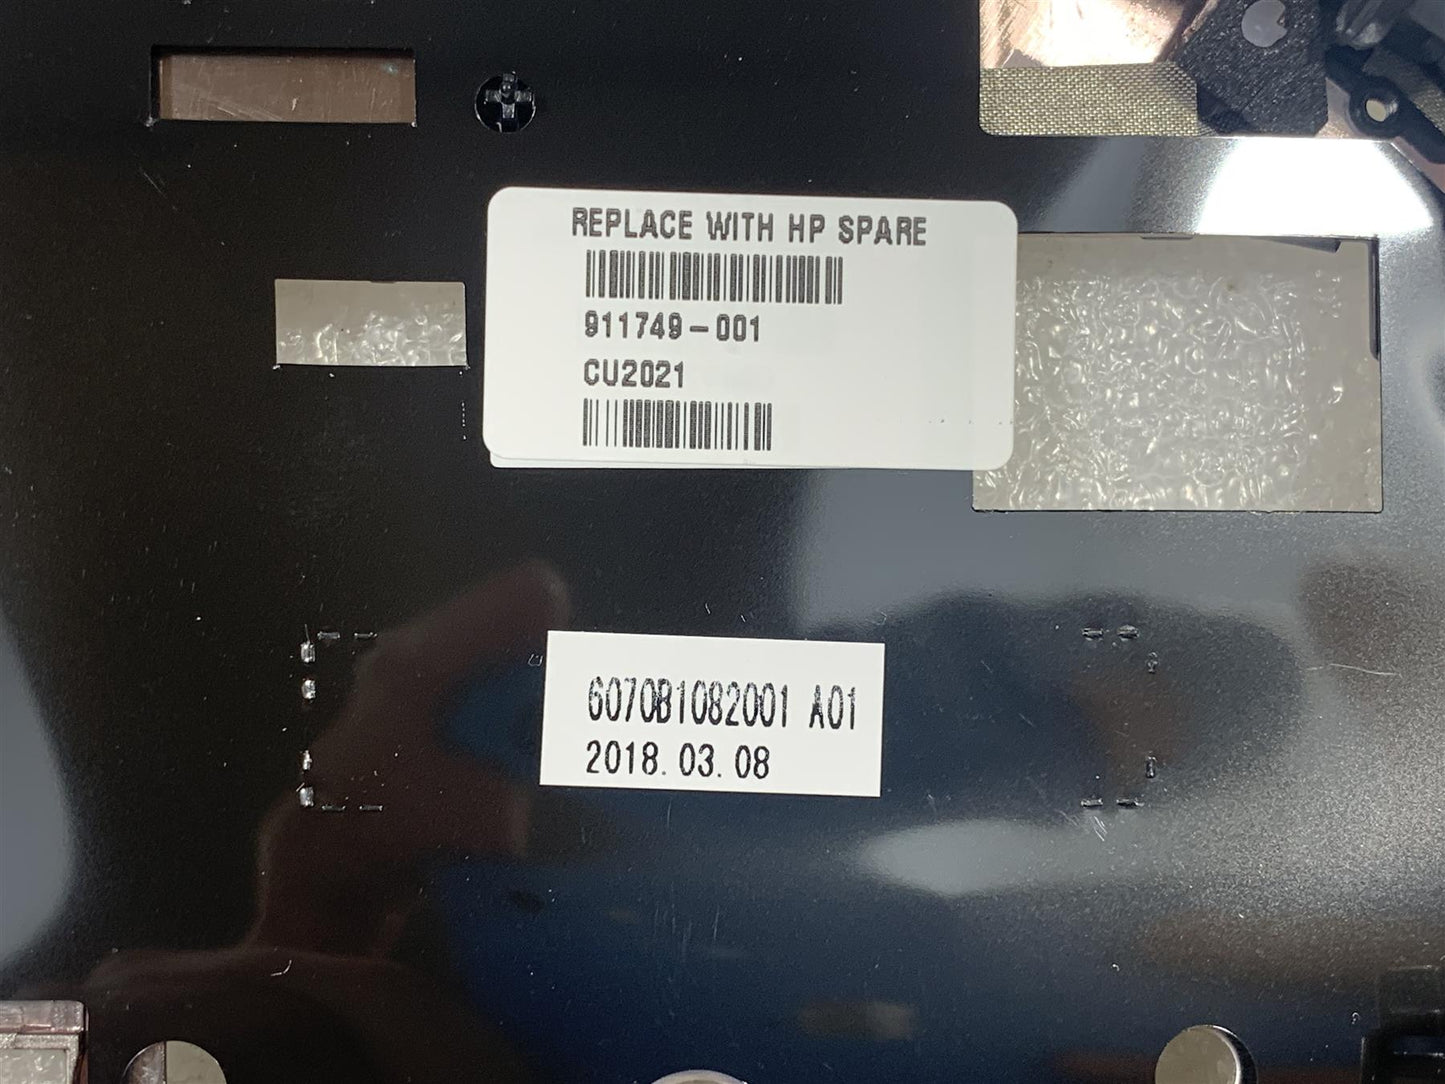 REPLACE WITH HP SPARE
911749-001
CU2021
6070B1082001 A01
2018.03.08